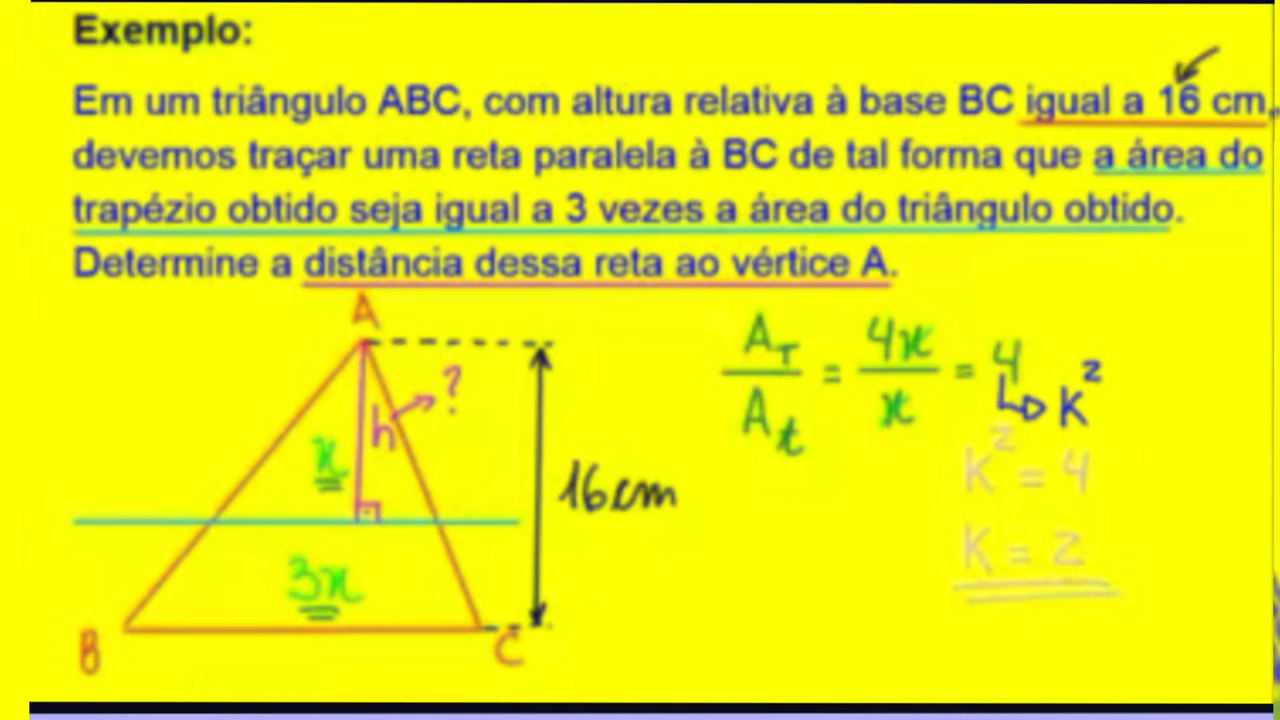 Exemplo:
Em um triângulo ABC, com altura relativa à base BC igual a 16 cm,
devemos traçar uma reta paralela à BC de tal forma que a área do
trapézio obtido seja igual a 3 vezes a área do triângulo obtido.
Determine a distância dessa reta ao vértice A.
A
h ?
x
16cm
3x
B
C
A_T / A_t = 4x / x = 4
K²
K² = 4
K = 2